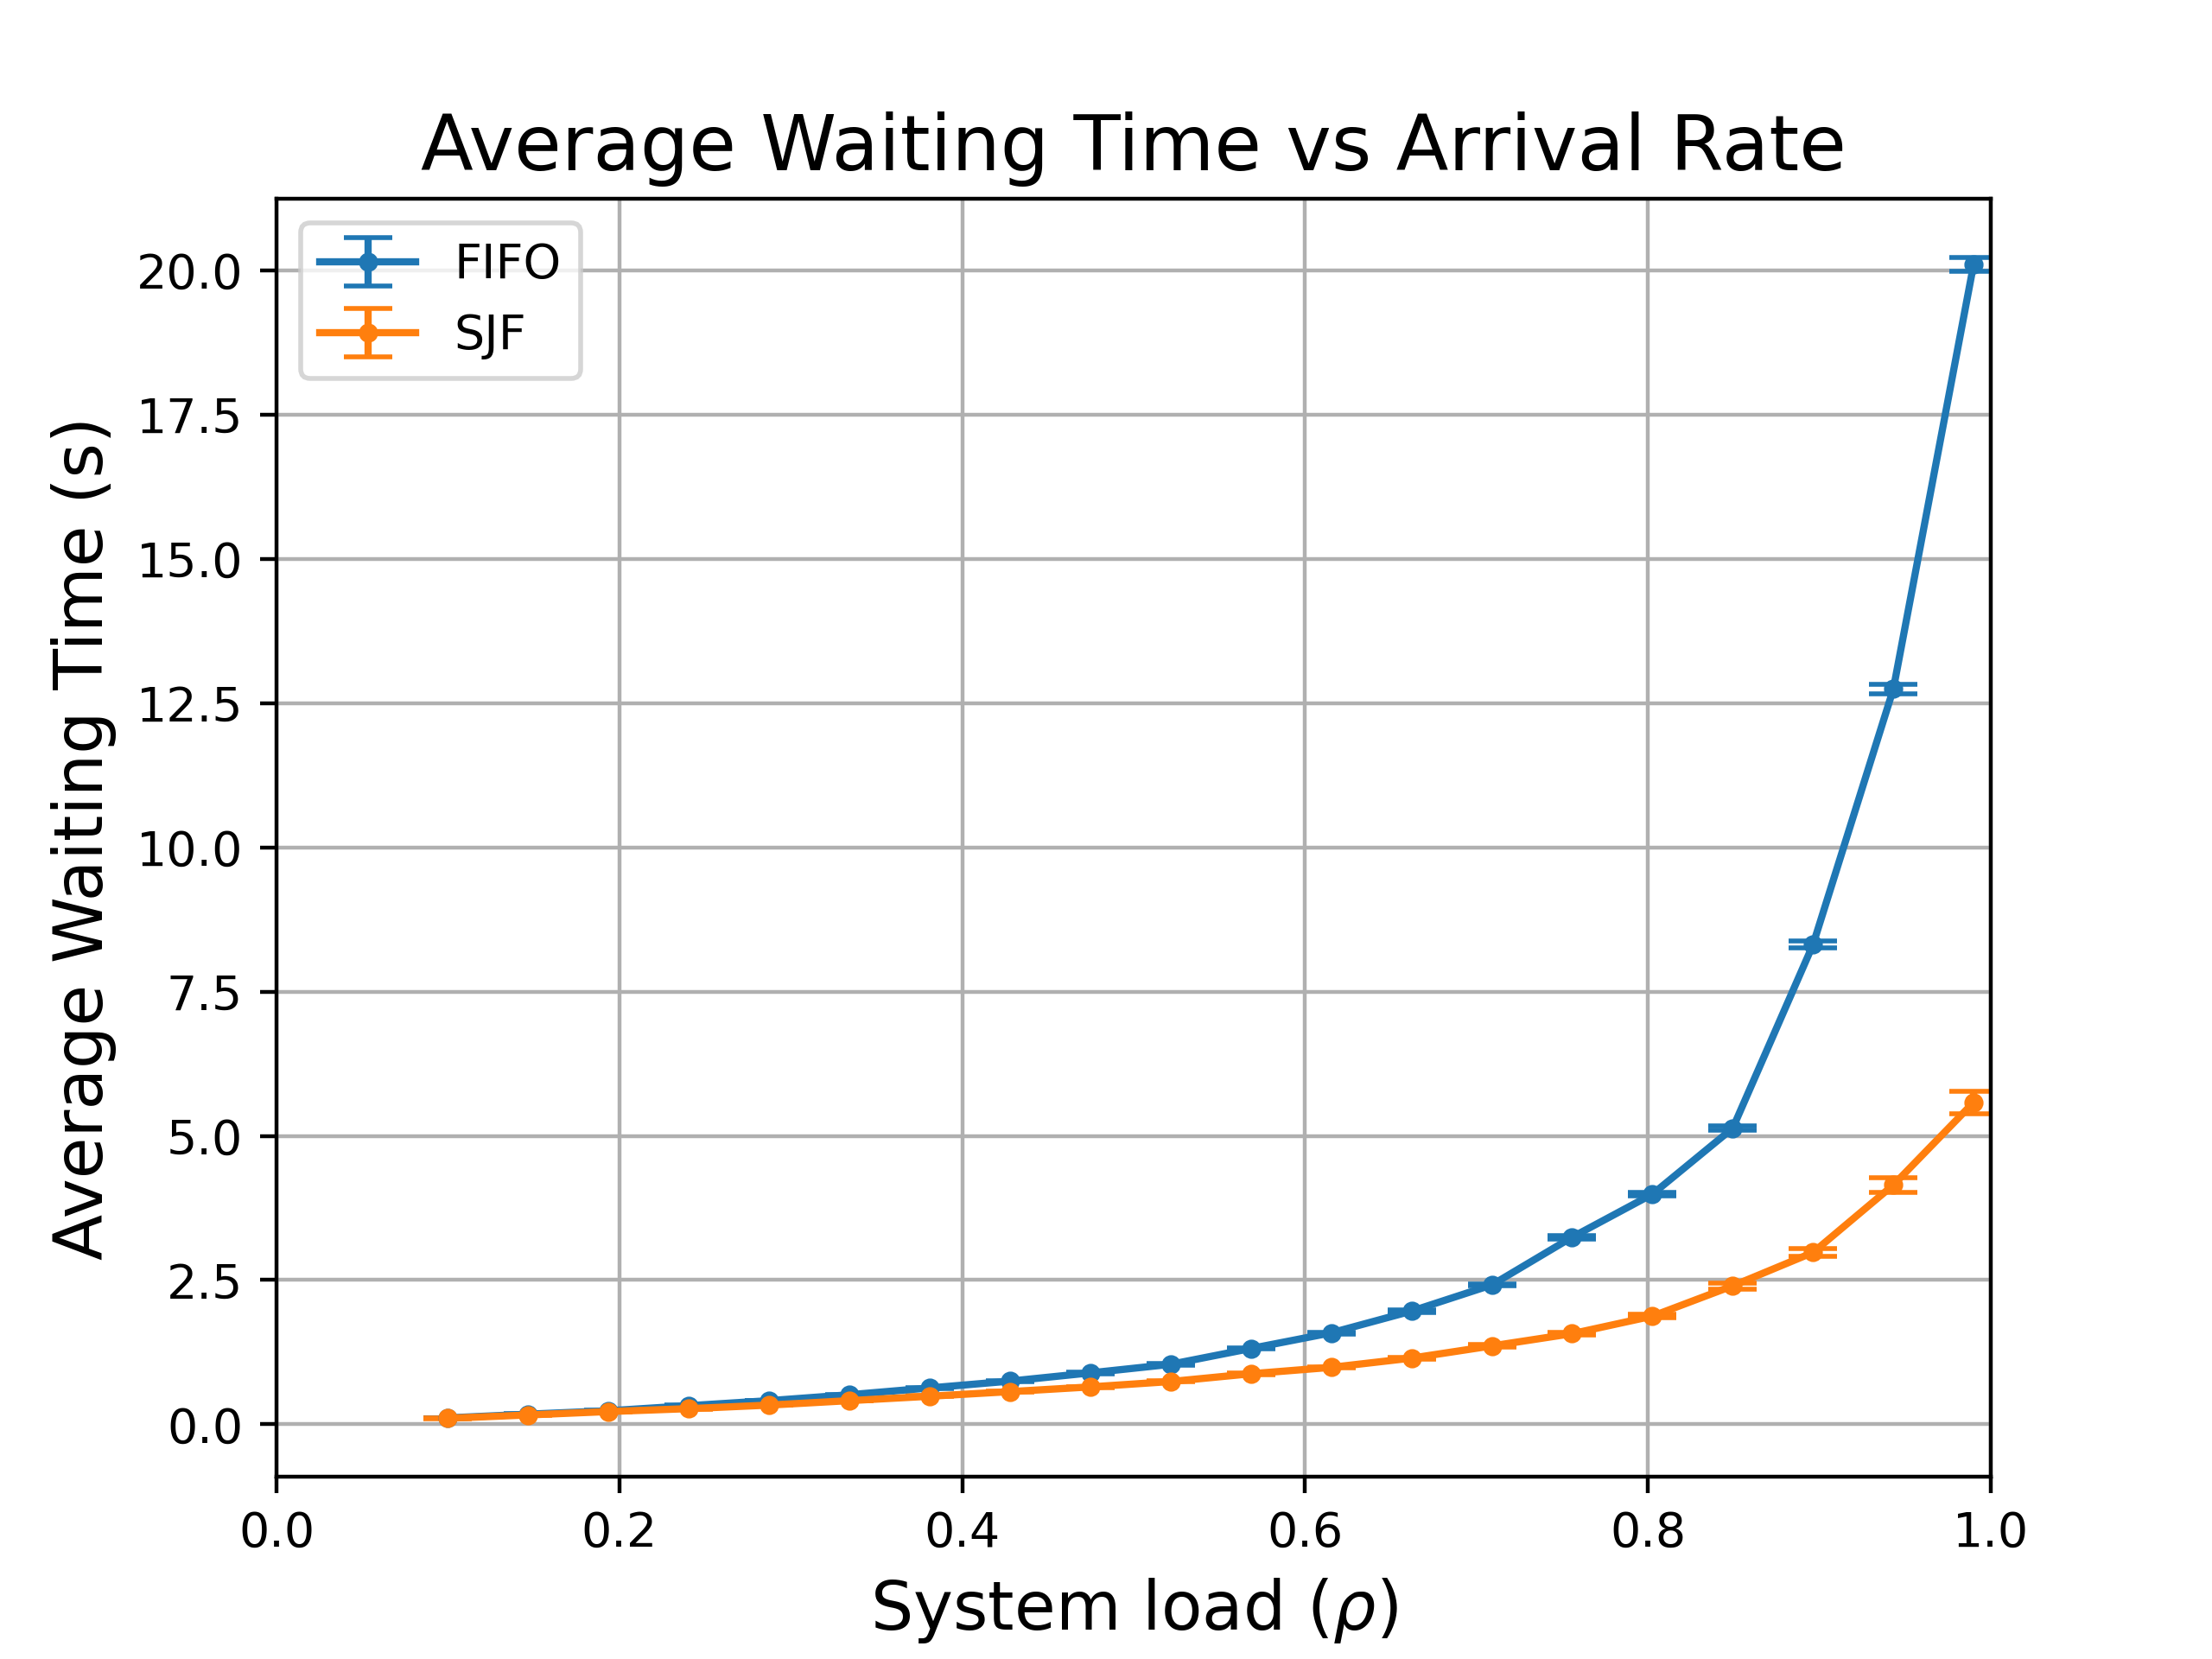 Average Waiting Time vs Arrival Rate
FIFO
SJF
Average Waiting Time (s)
20.0
17.5
15.0
12.5
10.0
7.5
5.0
2.5
0.0
0.0 0.2 0.4 0.6 0.8 1.0
System load (ρ)